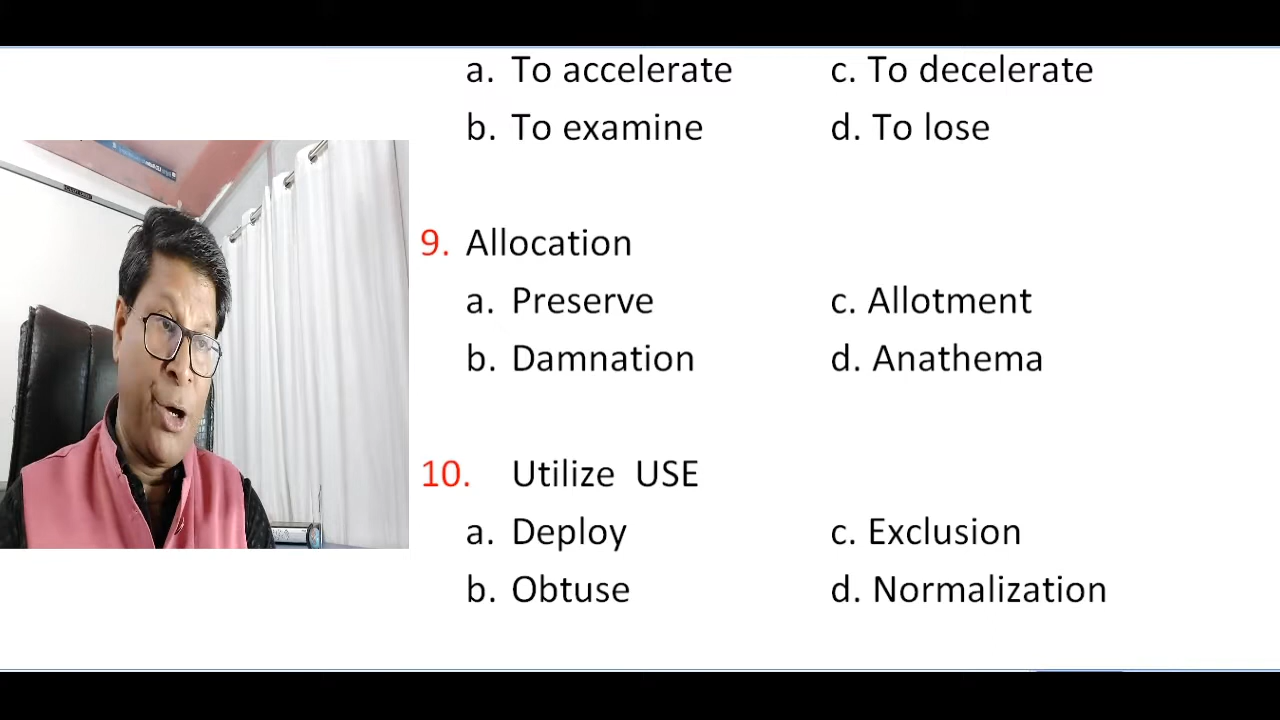 a. To accelerate c. To decelerate
b. To examine d. To lose
9. Allocation
a. Preserve c. Allotment
b. Damnation d. Anathema
10. Utilize USE
a. Deploy c. Exclusion
b. Obtuse d. Normalization